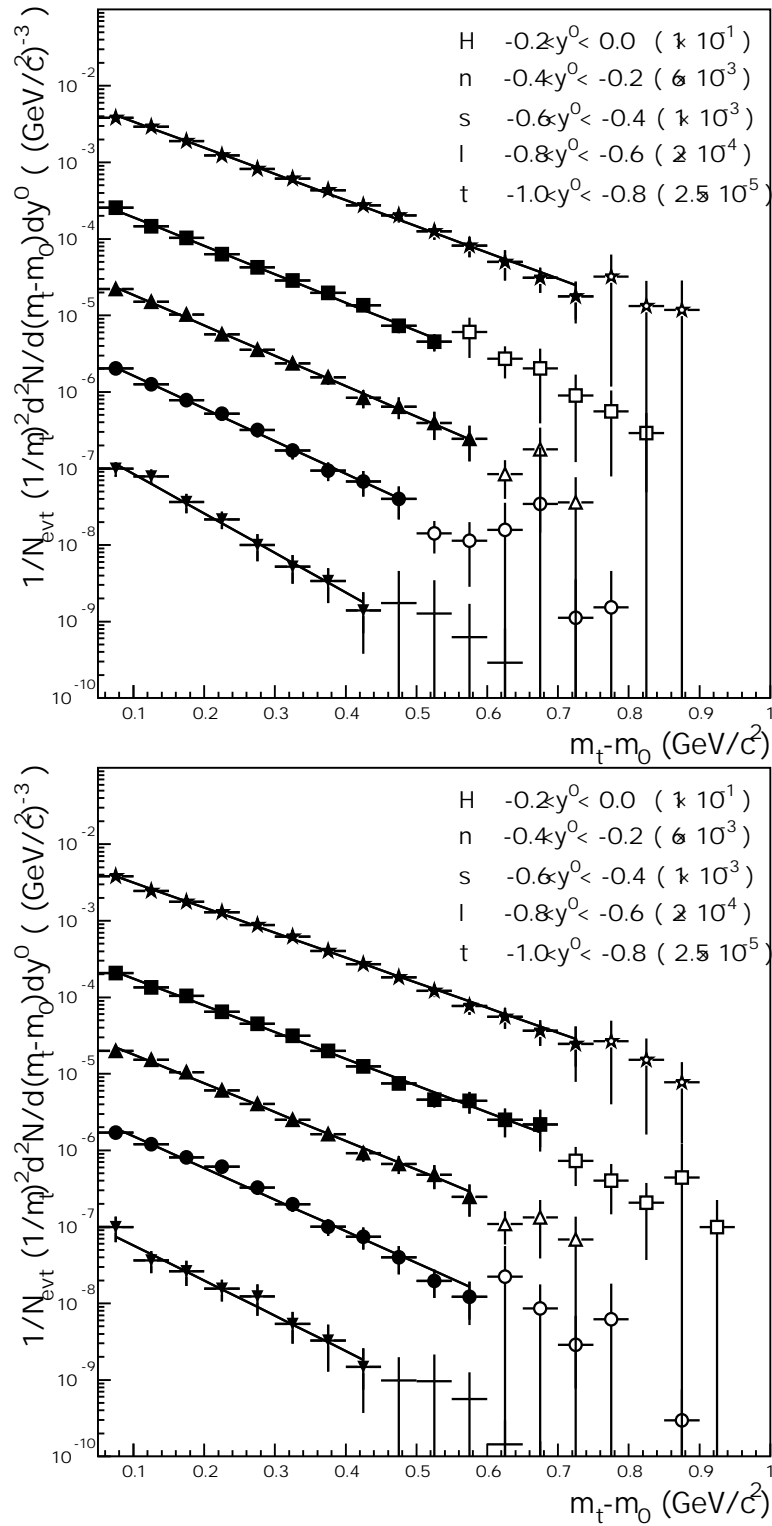 H -0.2<y⁰< 0.0 ( 1× 10⁻¹)
n -0.4<y⁰< -0.2 ( 6× 10⁻³)
s -0.6<y⁰< -0.4 ( 1× 10⁻³)
l -0.8<y⁰< -0.6 ( 2× 10⁻⁴)
t -1.0<y⁰< -0.8 ( 2.5× 10⁻⁵)
1/N_evt (1/m_t)²d²N/d(m_t-m_0)dy⁰ ( (GeV/c²)⁻³ )
10⁻²
10⁻³
10⁻⁴
10⁻⁵
10⁻⁶
10⁻⁷
10⁻⁸
10⁻⁹
10⁻¹⁰
0.1 0.2 0.3 0.4 0.5 0.6 0.7 0.8 0.9 1
m_t-m_0 (GeV/c²)
H -0.2<y⁰< 0.0 ( 1× 10⁻¹)
n -0.4<y⁰< -0.2 ( 6× 10⁻³)
s -0.6<y⁰< -0.4 ( 1× 10⁻³)
l -0.8<y⁰< -0.6 ( 2× 10⁻⁴)
t -1.0<y⁰< -0.8 ( 2.5× 10⁻⁵)
1/N_evt (1/m_t)²d²N/d(m_t-m_0)dy⁰ ( (GeV/c²)⁻³ )
10⁻²
10⁻³
10⁻⁴
10⁻⁵
10⁻⁶
10⁻⁷
10⁻⁸
10⁻⁹
10⁻¹⁰
0.1 0.2 0.3 0.4 0.5 0.6 0.7 0.8 0.9 1
m_t-m_0 (GeV/c²)